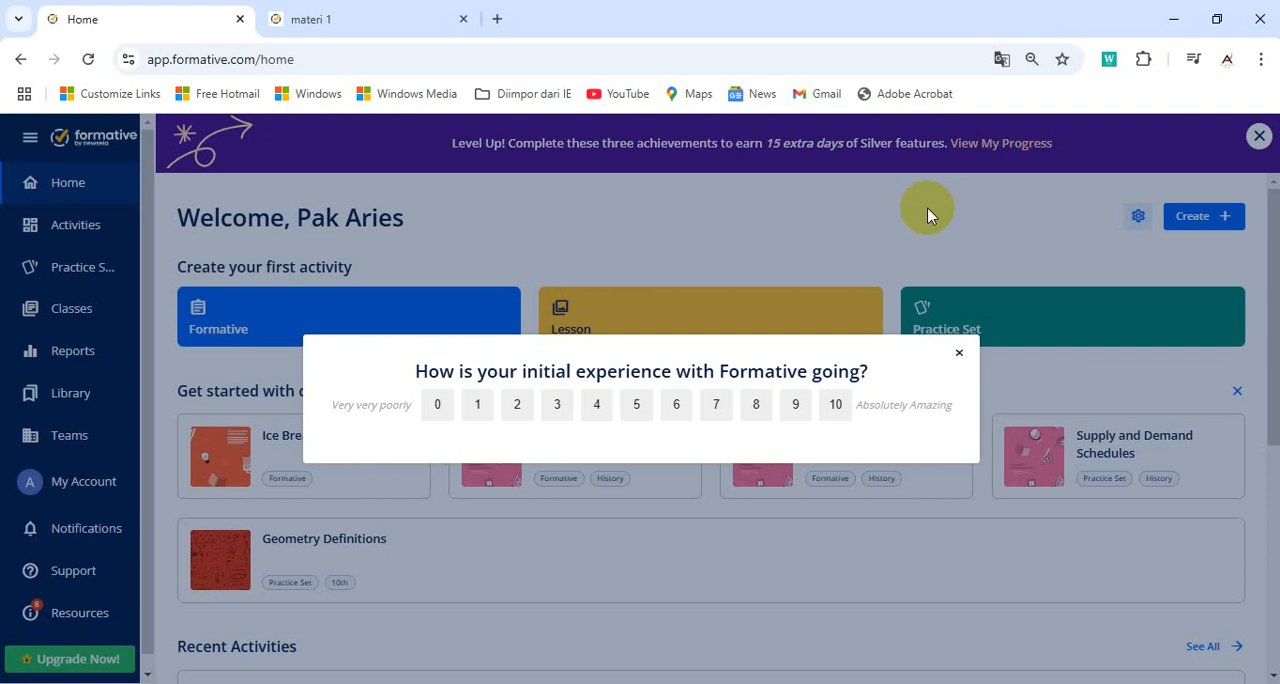 Home
materi 1
app.formative.com/home
Customize Links
Free Hotmail
Windows
Windows Media
Diimpor dari IE
YouTube
Maps
News
Gmail
Adobe Acrobat
formative
by newsela
Level Up! Complete these three achievements to earn 15 extra days of Silver features. View My Progress
Home
Activities
Practice S...
Classes
Reports
Library
Teams
A My Account
Notifications
Support
8
Resources
Upgrade Now!
Welcome, Pak Aries
Create +
Create your first activity
Formative
Lesson
Practice Set
How is your initial experience with Formative going?
Very very poorly 0 1 2 3 4 5 6 7 8 9 10 Absolutely Amazing
Get started with
Ice
Formative
Formative History
Formative History
Supply and Demand
Schedules
Practice Set History
Geometry Definitions
Practice Set 10th
Recent Activities
See All